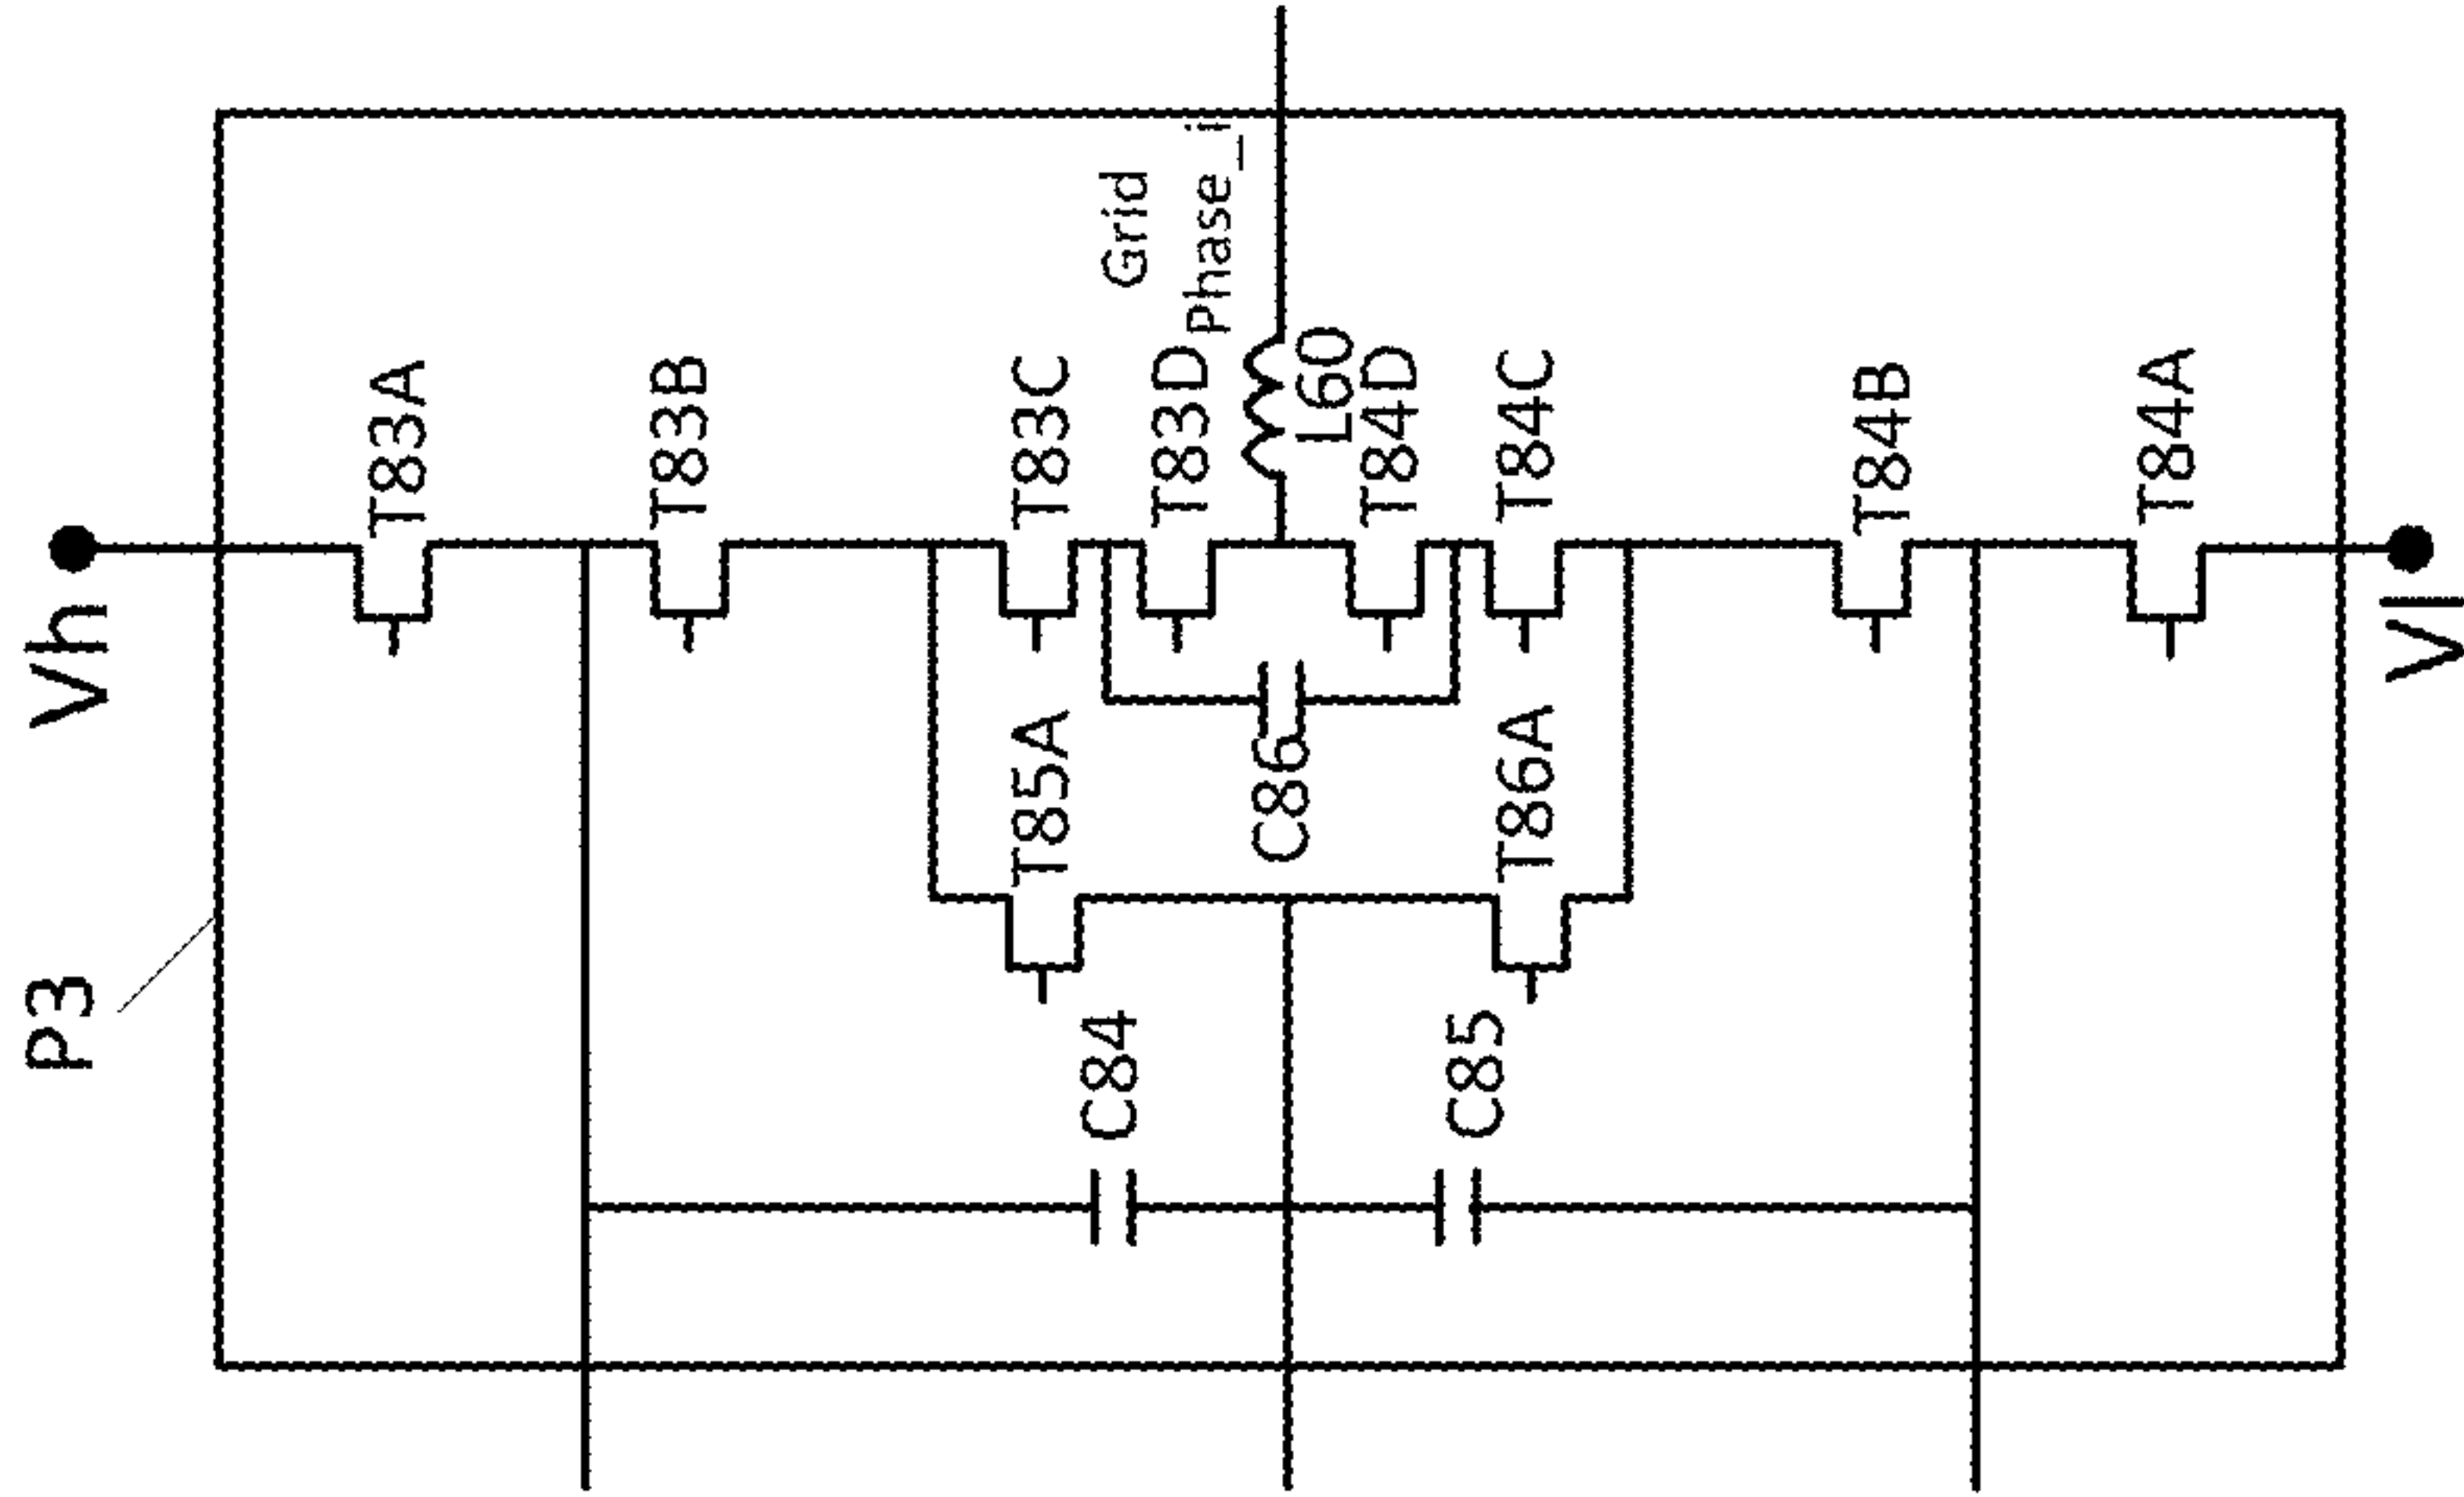 P3
Vh
T83A
T83B
T83C
T83D
Grid
phase_i
L60
T84D
T84C
T84B
T84A
T85A
C86
T86A
C84
C85
Vl